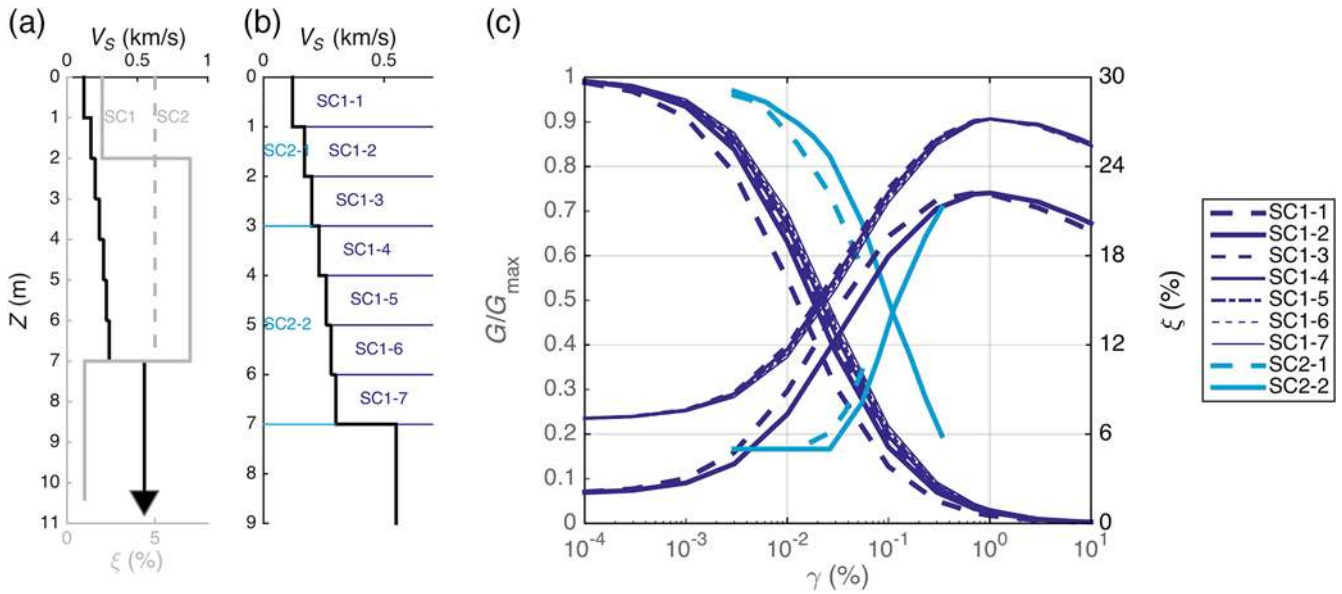 (a)
V_S (km/s)
0 0.5 1
SC1 SC2
Z (m)
0
1
2
3
4
5
6
7
8
9
10
11
0 5
ξ (%)
(b)
V_S (km/s)
0 0.5
0
1
2
3
4
5
6
7
8
9
SC1-1
SC2-1 SC1-2
SC1-3
SC1-4
SC2-2 SC1-5
SC1-6
SC1-7
(c)
G/G_max
1
0.9
0.8
0.7
0.6
0.5
0.4
0.3
0.2
0.1
0
10^-4 10^-3 10^-2 10^-1 10^0 10^1
γ (%)
30
24
18
12
6
0
ξ (%)
SC1-1
SC1-2
SC1-3
SC1-4
SC1-5
SC1-6
SC1-7
SC2-1
SC2-2